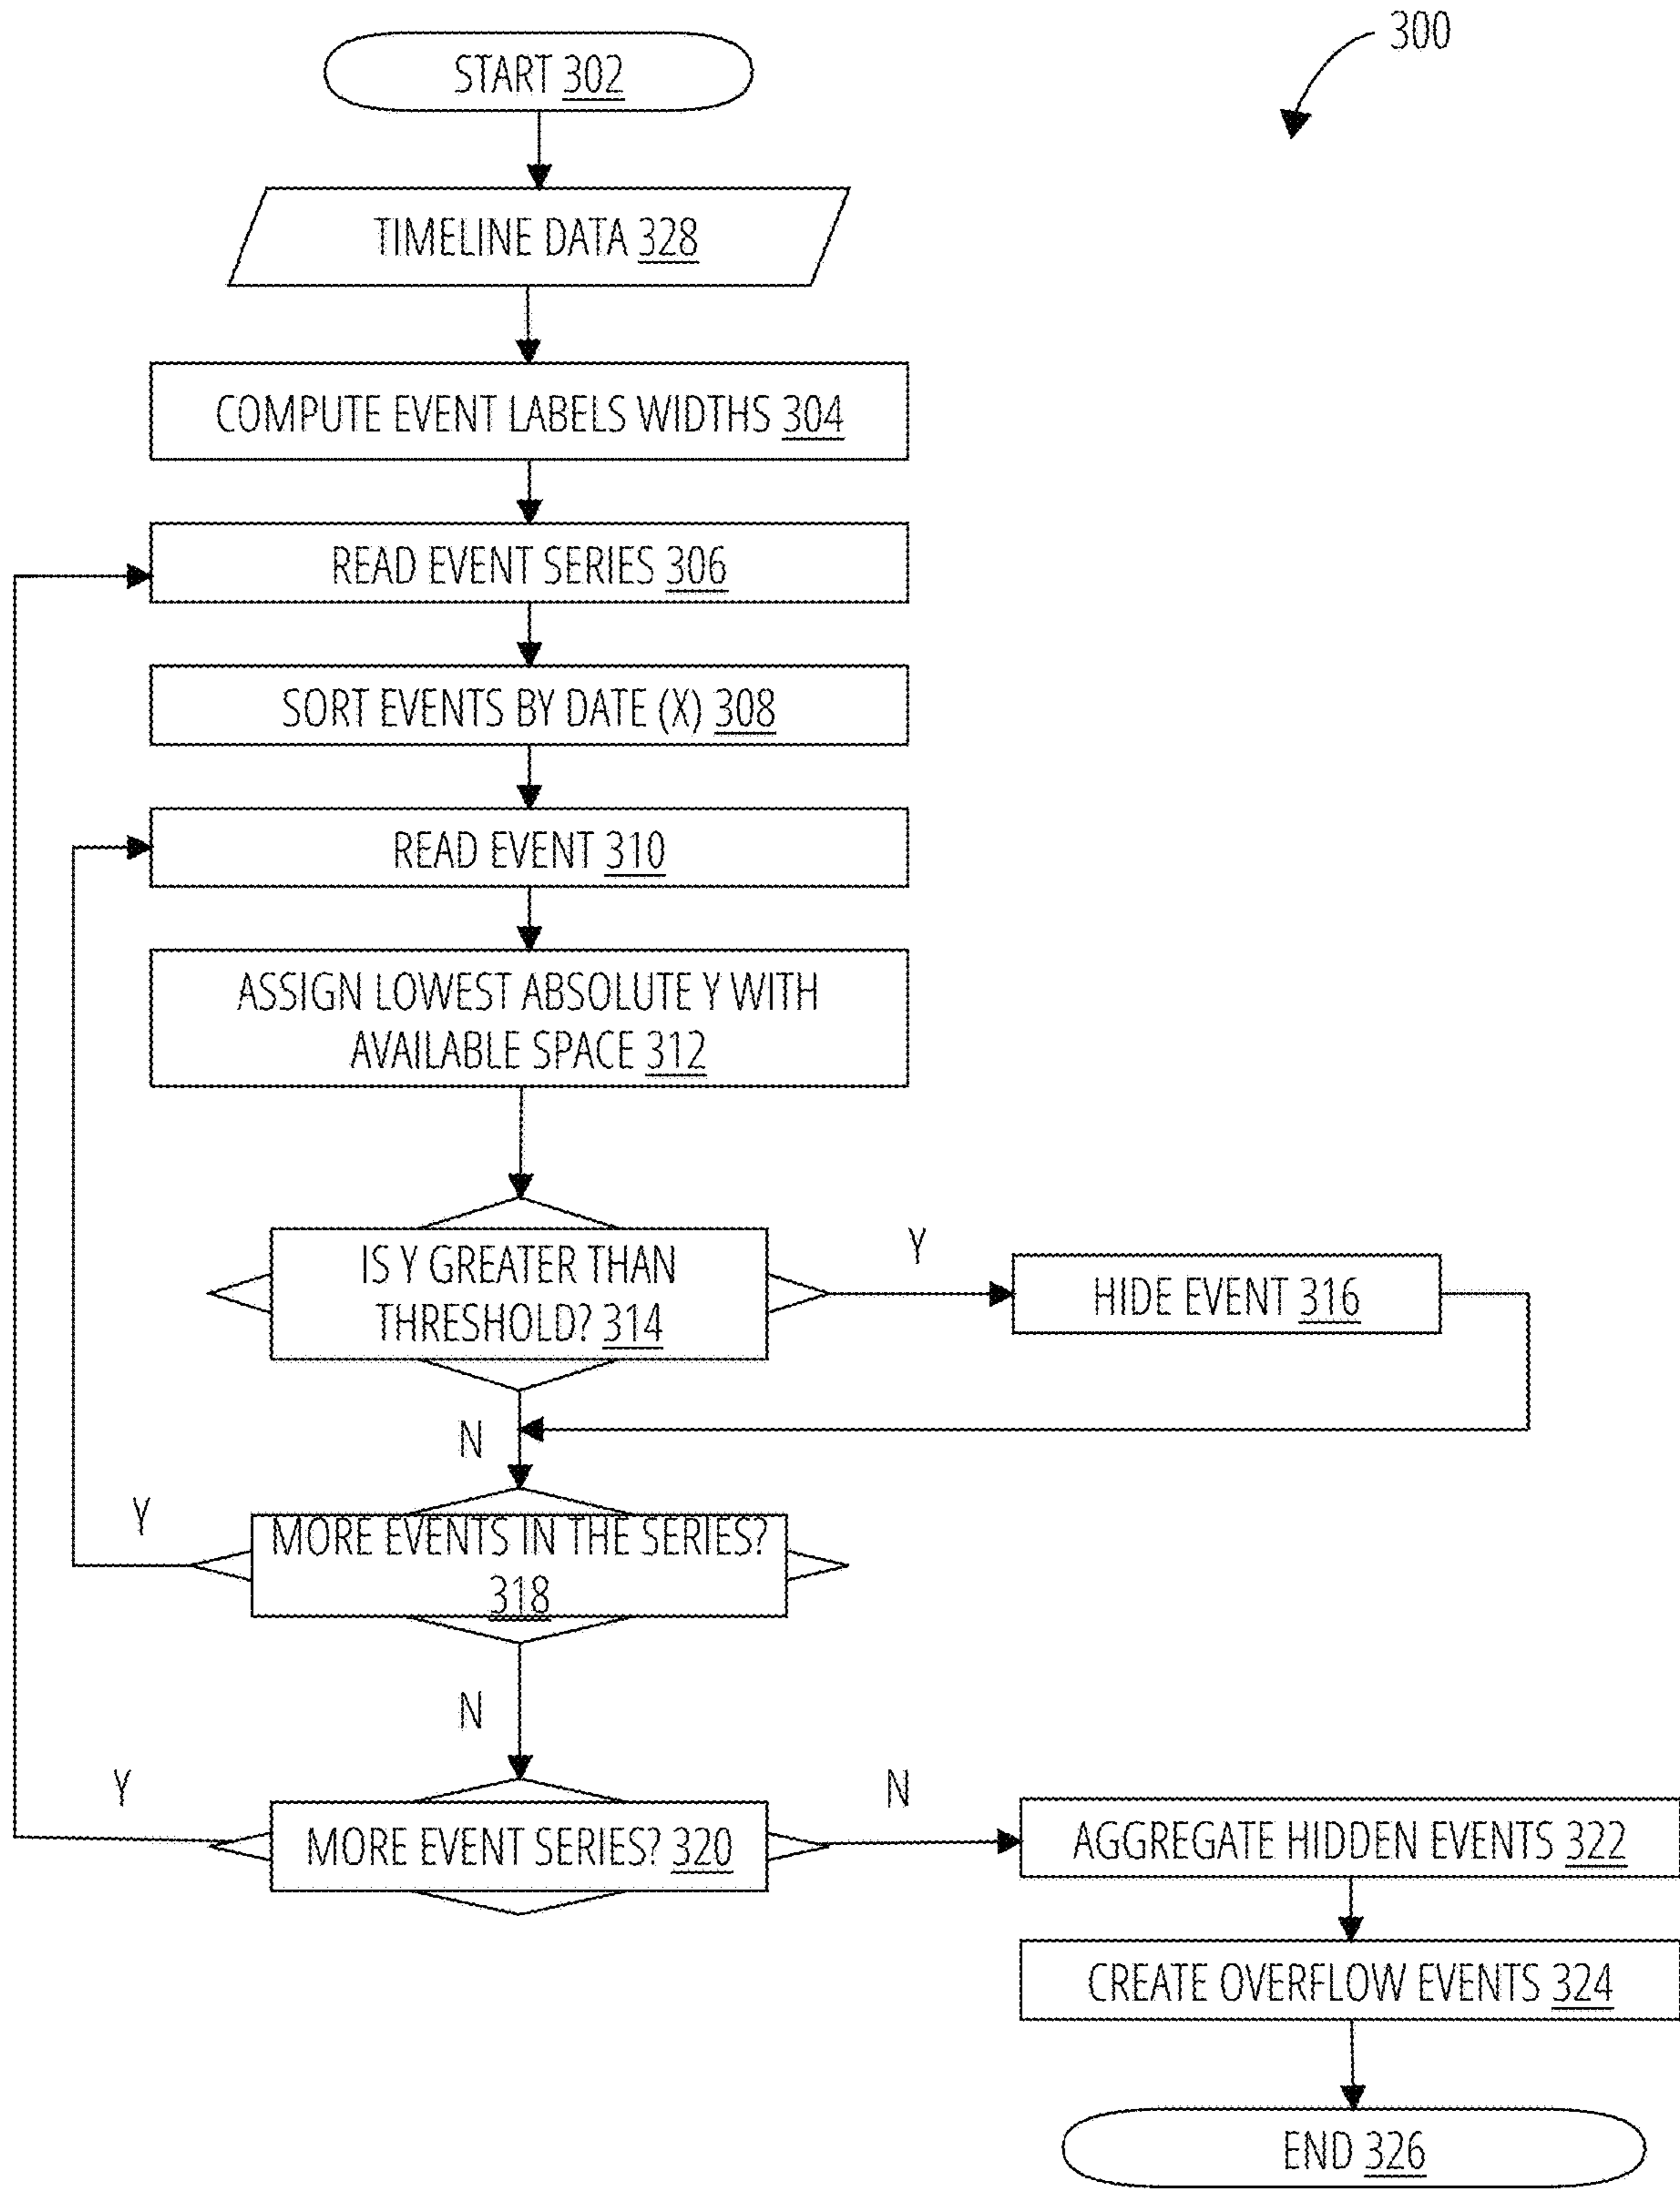 300
START 302
TIMELINE DATA 328
COMPUTE EVENT LABELS WIDTHS 304
READ EVENT SERIES 306
SORT EVENTS BY DATE (X) 308
READ EVENT 310
ASSIGN LOWEST ABSOLUTE Y WITH
AVAILABLE SPACE 312
IS Y GREATER THAN
THRESHOLD? 314
Y
HIDE EVENT 316
N
MORE EVENTS IN THE SERIES?
318
Y
N
MORE EVENT SERIES? 320
Y
N
AGGREGATE HIDDEN EVENTS 322
CREATE OVERFLOW EVENTS 324
END 326